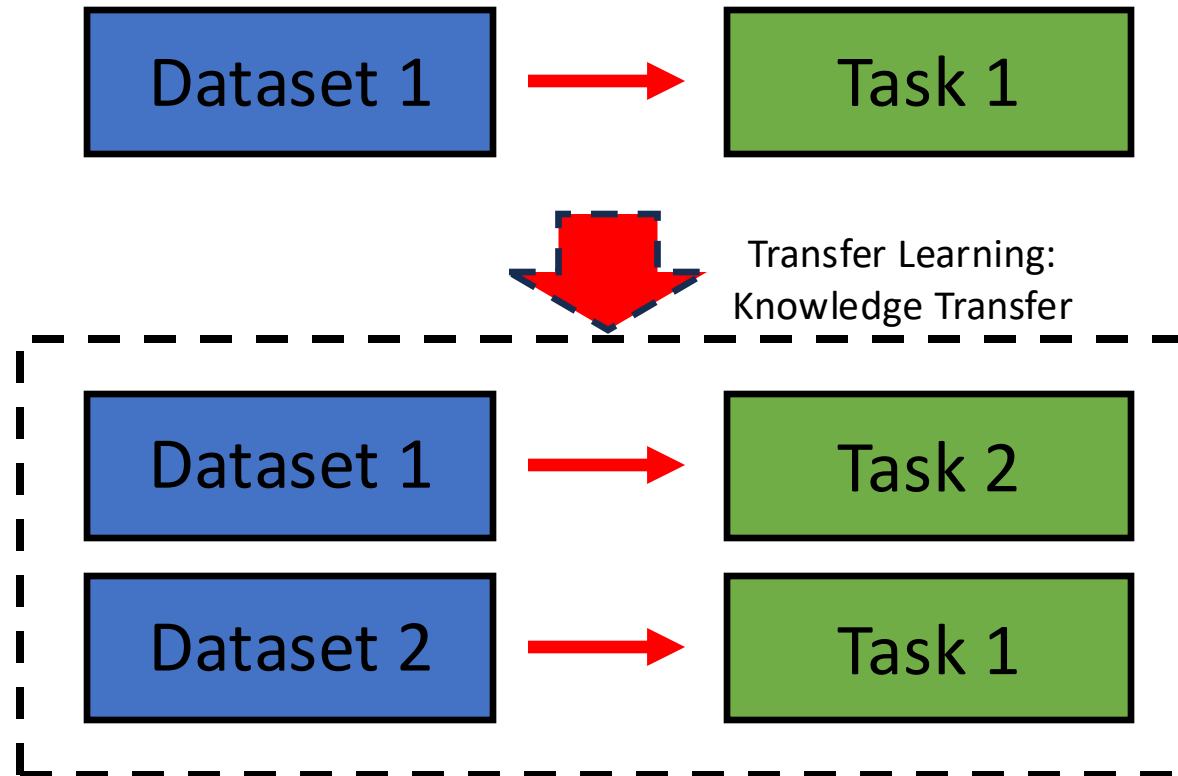 Dataset 1
Task 1
Transfer Learning:
Knowledge Transfer
Dataset 1
Task 2
Dataset 2
Task 1